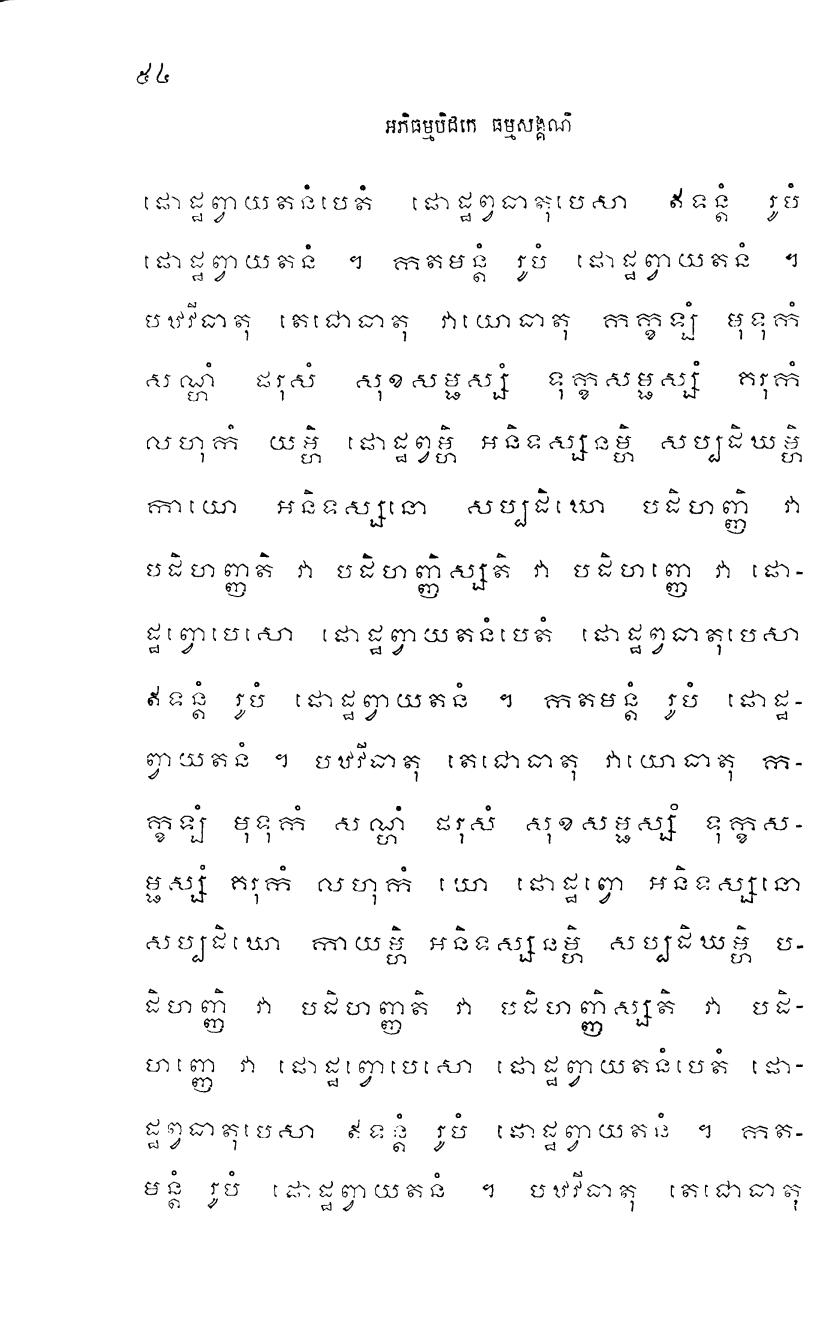 ៥៤
អភិធម្មបិដកេ ធម្មសង្គណី
ផោដ្ឋព្វាយតនំបេតំ ផោដ្ឋព្វធាតុបេសា ឥទន្តំ រូបំ
ផោដ្ឋព្វាយតនំ ។ កតមន្តំ រូបំ ផោដ្ឋព្វាយតនំ ។
បឋវីធាតុ តេជោធាតុ វាយោធាតុ កក្ខឡំ មុទុកំ
សណ្ហំ ផរុសំ សុខសម្ផស្សំ ទុក្ខសម្ផស្សំ គរុកំ
លហុកំ យម្ហិ ផោដ្ឋព្វម្ហិ អនិទស្សនម្ហិ សប្បដិឃម្ហិ
កាយោ អនិទស្សនោ សប្បដិឃោ បដិហញ្ញិ វា
បដិហញ្ញតិ វា បដិហញ្ញិស្សតិ វា បដិហញ្ញេ វា ផោ-
ដ្ឋព្វោបេសោ ផោដ្ឋព្វាយតនំបេតំ ផោដ្ឋព្វធាតុបេសា
ឥទន្តំ រូបំ ផោដ្ឋព្វាយតនំ ។ កតមន្តំ រូបំ ផោដ្ឋ-
ព្វាយតនំ ។ បឋវីធាតុ តេជោធាតុ វាយោធាតុ ក-
ក្ខឡំ មុទុកំ សណ្ហំ ផរុសំ សុខសម្ផស្សំ ទុក្ខស-
ម្ផស្សំ គរុកំ លហុកំ យោ ផោដ្ឋព្វោ អនិទស្សនោ
សប្បដិឃោ កាយម្ហិ អនិទស្សនម្ហិ សប្បដិឃម្ហិ ប-
ដិហញ្ញិ វា បដិហញ្ញតិ វា បដិហញ្ញិស្សតិ វា បដិ-
ហញ្ញេ វា ផោដ្ឋព្វោបេសោ ផោដ្ឋព្វាយតនំបេតំ ផោ-
ដ្ឋព្វធាតុបេសា ឥទន្តំ រូបំ ផោដ្ឋព្វាយតនំ ។ កត-
មន្តំ រូបំ ផោដ្ឋព្វាយតនំ ។ បឋវីធាតុ តេជោធាតុ